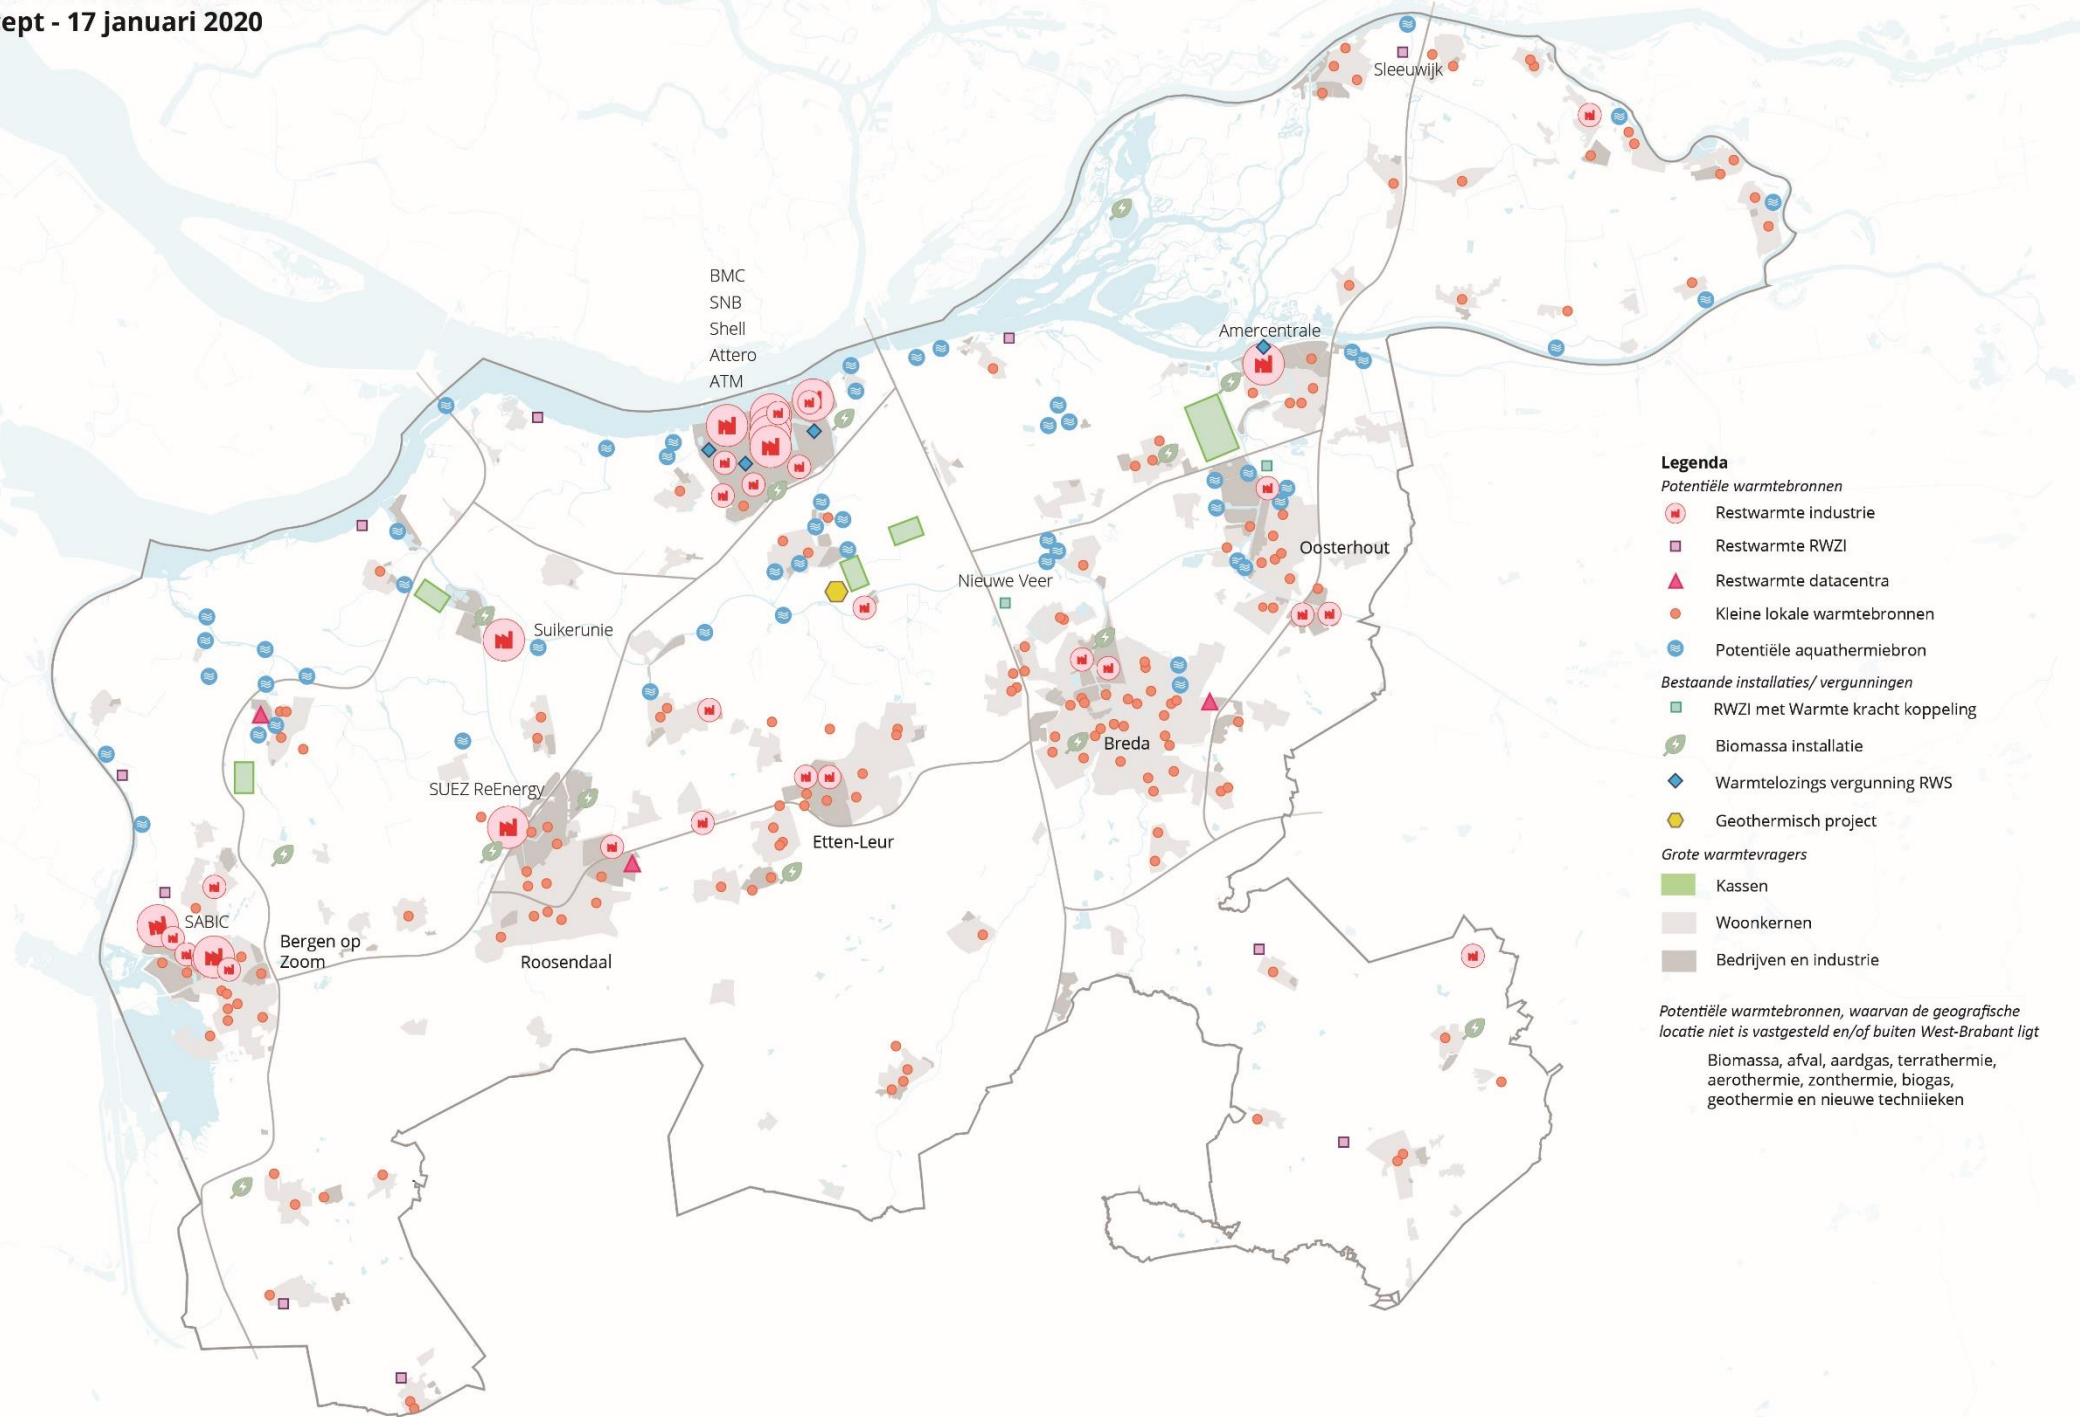 ept - 17 januari 2020
Sleeuwijk
BMC
SNB
Shell
Attero
ATM
Amercentrale
Oosterhout
Nieuwe Veer
Suikerunie
Breda
SUEZ ReEnergy
Etten-Leur
SABIC
Bergen op
Zoom
Roosendaal
Legenda
Potentiële warmtebronnen
Restwarmte industrie
Restwarmte RWZI
Restwarmte datacentra
Kleine lokale warmtebronnen
Potentiële aquathermiebron
Bestaande installaties/ vergunningen
RWZI met Warmte kracht koppeling
Biomassa installatie
Warmtelozings vergunning RWS
Geothermisch project
Grote warmtevragers
Kassen
Woonkernen
Bedrijven en industrie
Potentiële warmtebronnen, waarvan de geografische
locatie niet is vastgesteld en/of buiten West-Brabant ligt
Biomassa, afval, aardgas, terrathermie,
aerothermie, zonthermie, biogas,
geothermie en nieuwe techniieken